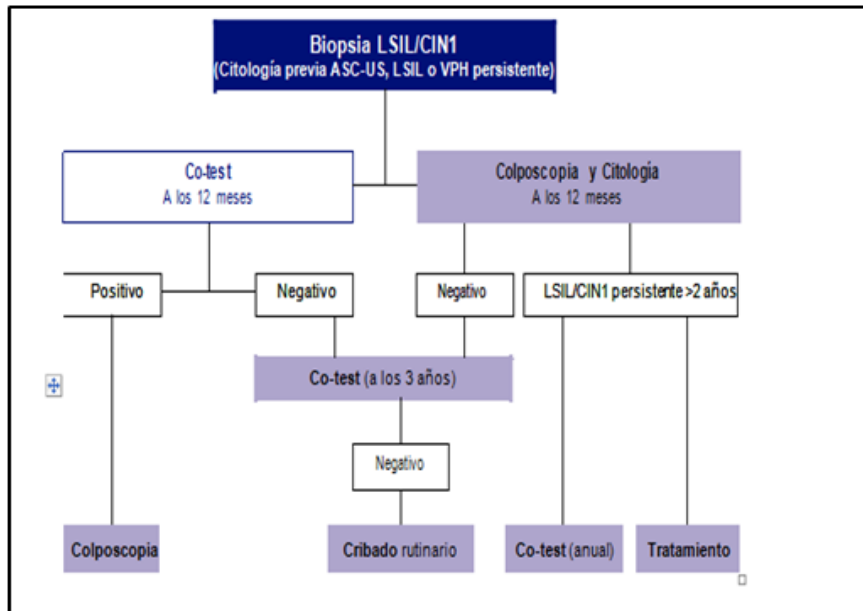 Biopsia LSIL/CIN1
(Citología previa ASC-US, LSIL o VPH persistente)
Co-test
A los 12 meses
Colposcopia y Citología
A los 12 meses
Positivo
Negativo
Negativo
LSIL/CIN1 persistente >2 años
Co-test (a los 3 años)
Negativo
Colposcopia
Cribado rutinario
Co-test (anual)
Tratamiento